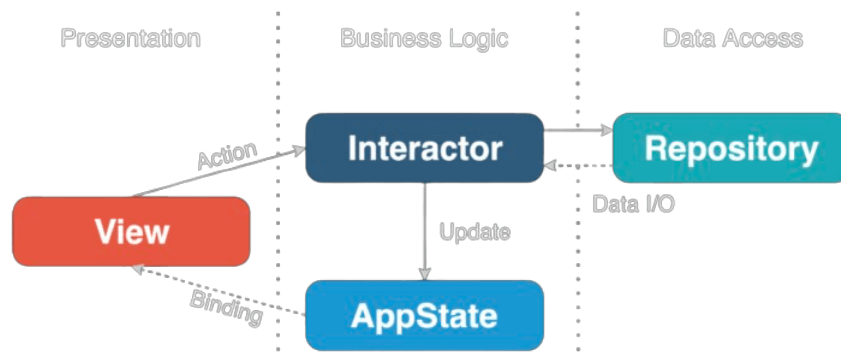 Presentation
Business Logic
Data Access
Interactor
Repository
Action
Data I/O
View
Update
Binding
AppState